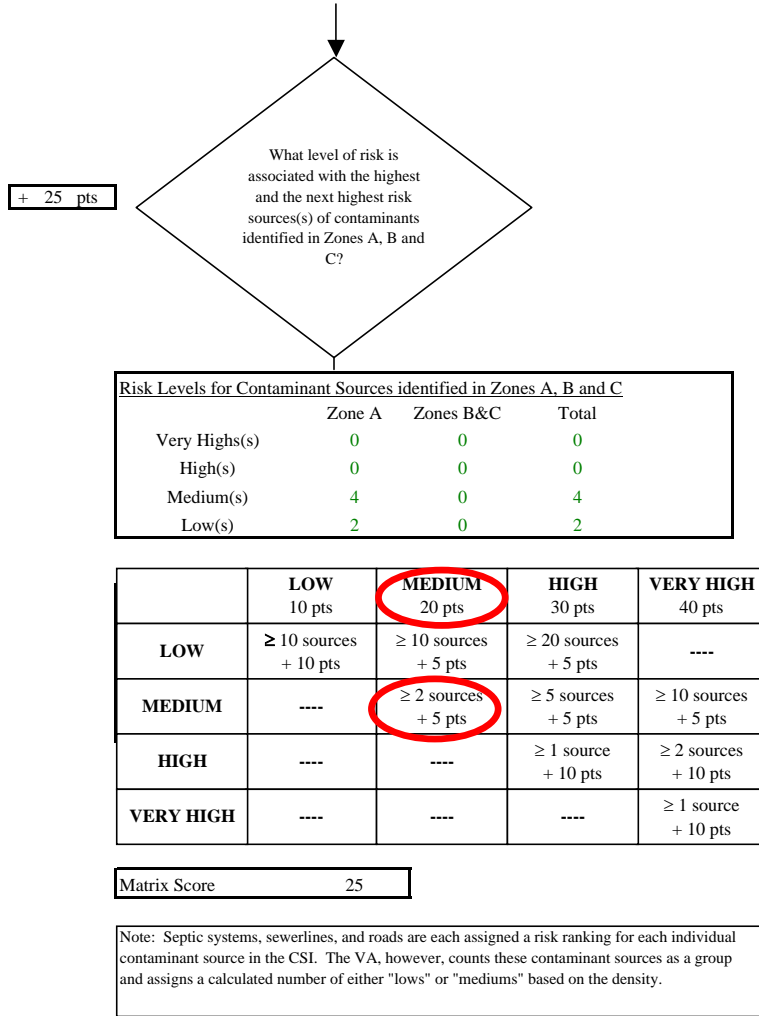 What level of risk is
associated with the highest
and the next highest risk
sources(s) of contaminants
identified in Zones A, B and
C?
+ 25 pts
Risk Levels for Contaminant Sources identified in Zones A, B and C
Zone A Zones B&C Total
Very Highs(s) 0 0 0
High(s) 0 0 0
Medium(s) 4 0 4
Low(s) 2 0 2
LOW MEDIUM HIGH VERY HIGH
10 pts 20 pts 30 pts 40 pts
LOW ≥ 10 sources ≥ 10 sources ≥ 20 sources ----
+ 10 pts + 5 pts + 5 pts
MEDIUM ---- ≥ 2 sources ≥ 5 sources ≥ 10 sources
+ 5 pts + 5 pts + 5 pts
HIGH ---- ---- ≥ 1 source ≥ 2 sources
+ 10 pts + 10 pts
VERY HIGH ---- ---- ---- ≥ 1 source
+ 10 pts
Matrix Score 25
Note: Septic systems, sewerlines, and roads are each assigned a risk ranking for each individual
contaminant source in the CSI. The VA, however, counts these contaminant sources as a group
and assigns a calculated number of either "lows" or "mediums" based on the density.